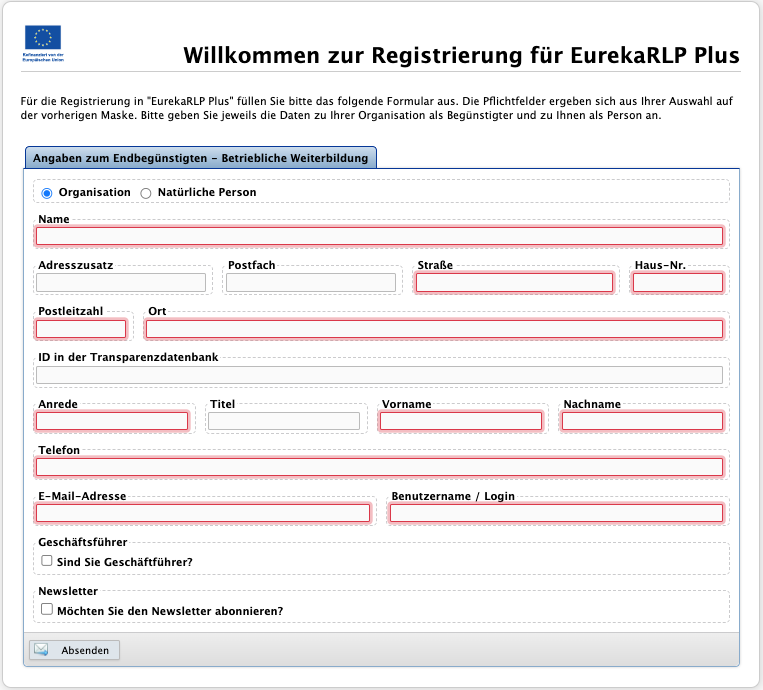 Kofinanziert von der
Europäischen Union
Willkommen zur Registrierung für EurekaRLP Plus
Für die Registrierung in "EurekaRLP Plus" füllen Sie bitte das folgende Formular aus. Die Pflichtfelder ergeben sich aus Ihrer Auswahl auf
der vorherigen Maske. Bitte geben Sie jeweils die Daten zu Ihrer Organisation als Begünstigter und zu Ihnen als Person an.
Angaben zum Endbegünstigten - Betriebliche Weiterbildung
Organisation Natürliche Person
Name
Adresszusatz Postfach Straße Haus-Nr.
Postleitzahl Ort
ID in der Transparenzdatenbank
Anrede Titel Vorname Nachname
Telefon
E-Mail-Adresse Benutzername / Login
Geschäftsführer
Sind Sie Geschäftführer?
Newsletter
Möchten Sie den Newsletter abonnieren?
Absenden